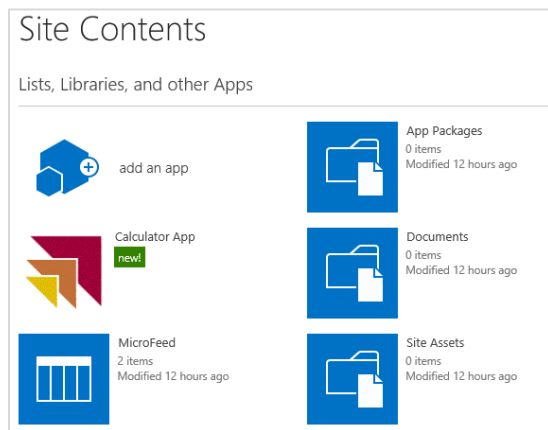 Site Contents
Lists, Libraries, and other Apps
add an app
App Packages
0 items
Modified 12 hours ago
Calculator App
new!
Documents
0 items
Modified 12 hours ago
MicroFeed
2 items
Modified 12 hours ago
Site Assets
0 items
Modified 12 hours ago